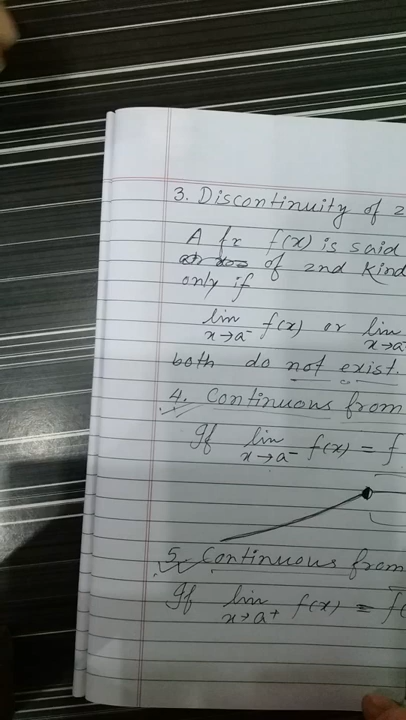 3. Discontinuity of 2
A fx f(x) is said
of 2nd Kind
only if
lim x→a⁻ f(x) or lim x→a
both do not exist.
4. Continuous from
If lim x→a⁻ f(x) = f
5. Continuous from
If lim x→a+ f(x) = f(